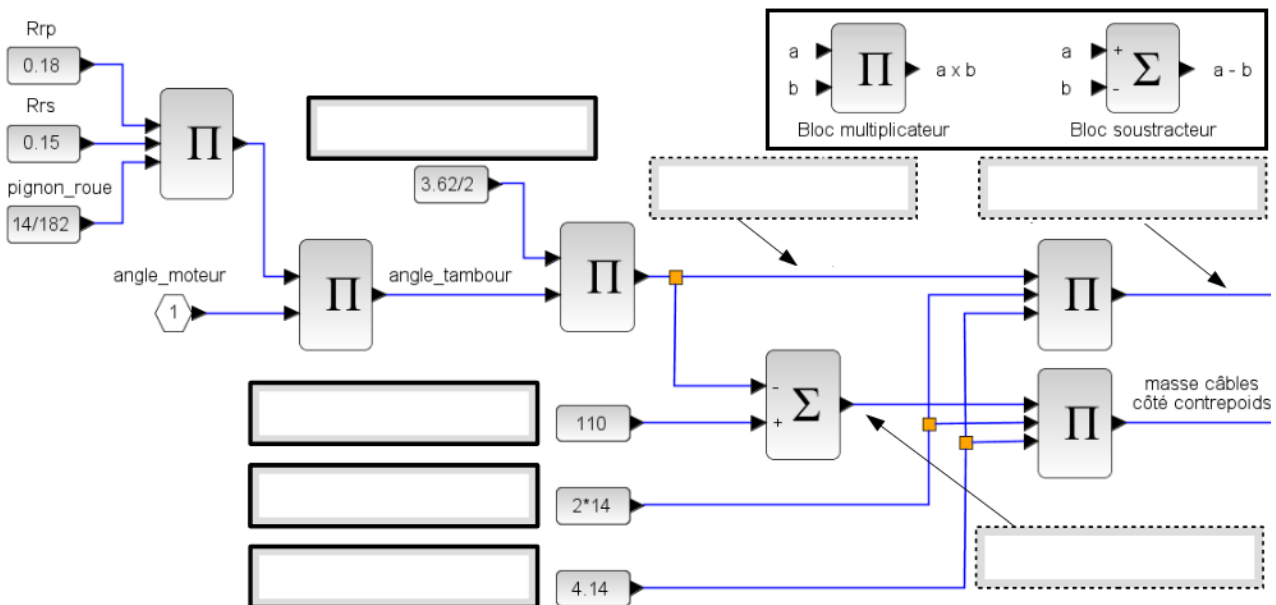 Rrp
0.18
Rrs
0.15
pignon_roue
14/182
Π
angle_moteur
1
Π
angle_tambour
3.62/2
Π
a
b
Π
a x b
Bloc multiplicateur
a
b
+
-
Σ
a - b
Bloc soustracteur
Π
-
+
Σ
110
2*14
4.14
Π
masse câbles
côté contrepoids